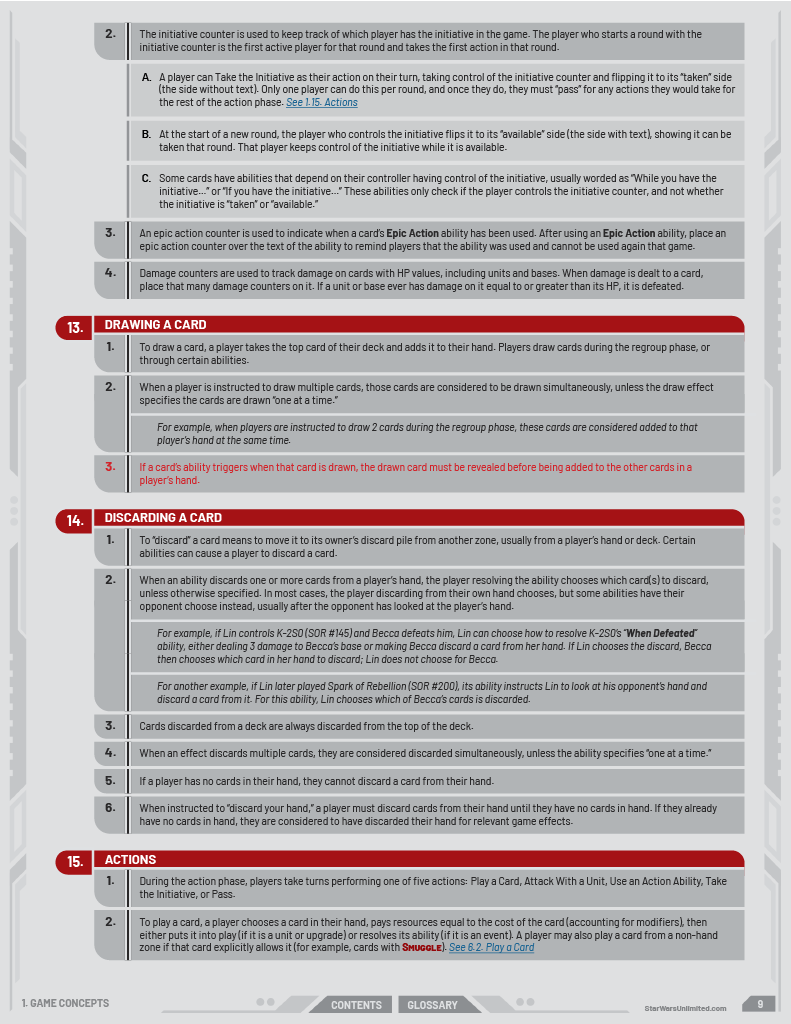 2. The initiative counter is used to keep track of which player has the initiative in the game. The player who starts a round with the
initiative counter is the first active player for that round and takes the first action in that round.
A. A player can Take the Initiative as their action on their turn, taking control of the initiative counter and flipping it to its "taken" side
(the side without text). Only one player can do this per round, and once they do, they must "pass" for any actions they would take for
the rest of the action phase. See 1.15. Actions
B. At the start of a new round, the player who controls the initiative flips it to its "available" side (the side with text), showing it can be
taken that round. That player keeps control of the initiative while it is available.
C. Some cards have abilities that depend on their controller having control of the initiative, usually worded as "While you have the
initiative..." or "If you have the initiative..." These abilities only check if the player controls the initiative counter, and not whether
the initiative is "taken" or "available."
3. An epic action counter is used to indicate when a card's Epic Action ability has been used. After using an Epic Action ability, place an
epic action counter over the text of the ability to remind players that the ability was used and cannot be used again that game.
4. Damage counters are used to track damage on cards with HP values, including units and bases. When damage is dealt to a card,
place that many damage counters on it. If a unit or base ever has damage on it equal to or greater than its HP, it is defeated.
13. DRAWING A CARD
1. To draw a card, a player takes the top card of their deck and adds it to their hand. Players draw cards during the regroup phase, or
through certain abilities.
2. When a player is instructed to draw multiple cards, those cards are considered to be drawn simultaneously, unless the draw effect
specifies the cards are drawn "one at a time."
For example, when players are instructed to draw 2 cards during the regroup phase, these cards are considered added to that
player's hand at the same time.
3. If a card's ability triggers when that card is drawn, the drawn card must be revealed before being added to the other cards in a
player's hand.
14. DISCARDING A CARD
1. To "discard" a card means to move it to its owner's discard pile from another zone, usually from a player's hand or deck. Certain
abilities can cause a player to discard a card.
2. When an ability discards one or more cards from a player's hand, the player resolving the ability chooses which card(s) to discard,
unless otherwise specified. In most cases, the player discarding from their own hand chooses, but some abilities have their
opponent choose instead, usually after the opponent has looked at the player's hand.
For example, if Lin controls K-2SO (SOR #145) and Becca defeats him, Lin can choose how to resolve K-2SO's "When Defeated"
ability, either dealing 3 damage to Becca's base or making Becca discard a card from her hand. If Lin chooses the discard, Becca
then chooses which card in her hand to discard; Lin does not choose for Becca.
For another example, if Lin later played Spark of Rebellion (SOR #200), its ability instructs Lin to look at his opponent's hand and
discard a card from it. For this ability, Lin chooses which of Becca's cards is discarded.
3. Cards discarded from a deck are always discarded from the top of the deck.
4. When an effect discards multiple cards, they are considered discarded simultaneously, unless the ability specifies "one at a time."
5. If a player has no cards in their hand, they cannot discard a card from their hand.
6. When instructed to "discard your hand," a player must discard cards from their hand until they have no cards in hand. If they already
have no cards in hand, they are considered to have discarded their hand for relevant game effects.
15. ACTIONS
1. During the action phase, players take turns performing one of five actions: Play a Card, Attack With a Unit, Use an Action Ability, Take
the Initiative, or Pass.
2. To play a card, a player chooses a card in their hand, pays resources equal to the cost of the card (accounting for modifiers), then
either puts it into play (if it is a unit or upgrade) or resolves its ability (if it is an event). A player may also play a card from a non-hand
zone if that card explicitly allows it (for example, cards with SMUGGLE). See 6.2. Play a Card
1. GAME CONCEPTS
CONTENTS
GLOSSARY
StarWarsUnlimited.com
9